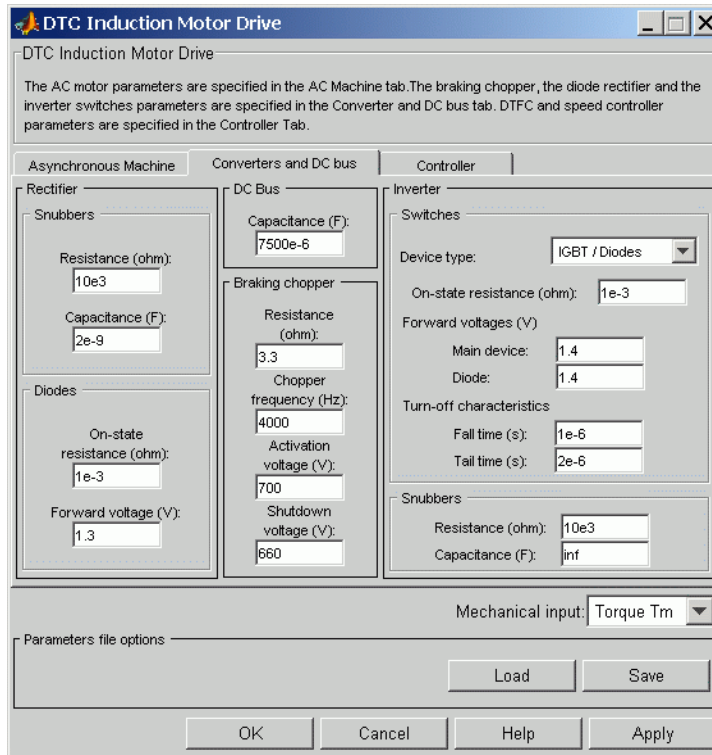 DTC Induction Motor Drive
DTC Induction Motor Drive
The AC motor parameters are specified in the AC Machine tab.The braking chopper, the diode rectifier and the
inverter switches parameters are specified in the Converter and DC bus tab. DTFC and speed controller
parameters are specified in the Controller Tab.
Asynchronous Machine
Converters and DC bus
Controller
Rectifier
Snubbers
Resistance (ohm):
10e3
Capacitance (F):
2e-9
Diodes
On-state
resistance (ohm):
1e-3
Forward voltage (V):
1.3
DC Bus
Capacitance (F):
7500e-6
Braking chopper
Resistance
(ohm):
3.3
Chopper
frequency (Hz):
4000
Activation
voltage (V):
700
Shutdown
voltage (V):
660
Inverter
Switches
Device type:
IGBT / Diodes
On-state resistance (ohm):
1e-3
Forward voltages (V)
Main device:
1.4
Diode:
1.4
Turn-off characteristics
Fall time (s):
1e-6
Tail time (s):
2e-6
Snubbers
Resistance (ohm):
10e3
Capacitance (F):
inf
Mechanical input:
Torque Tm
Parameters file options
Load
Save
OK
Cancel
Help
Apply